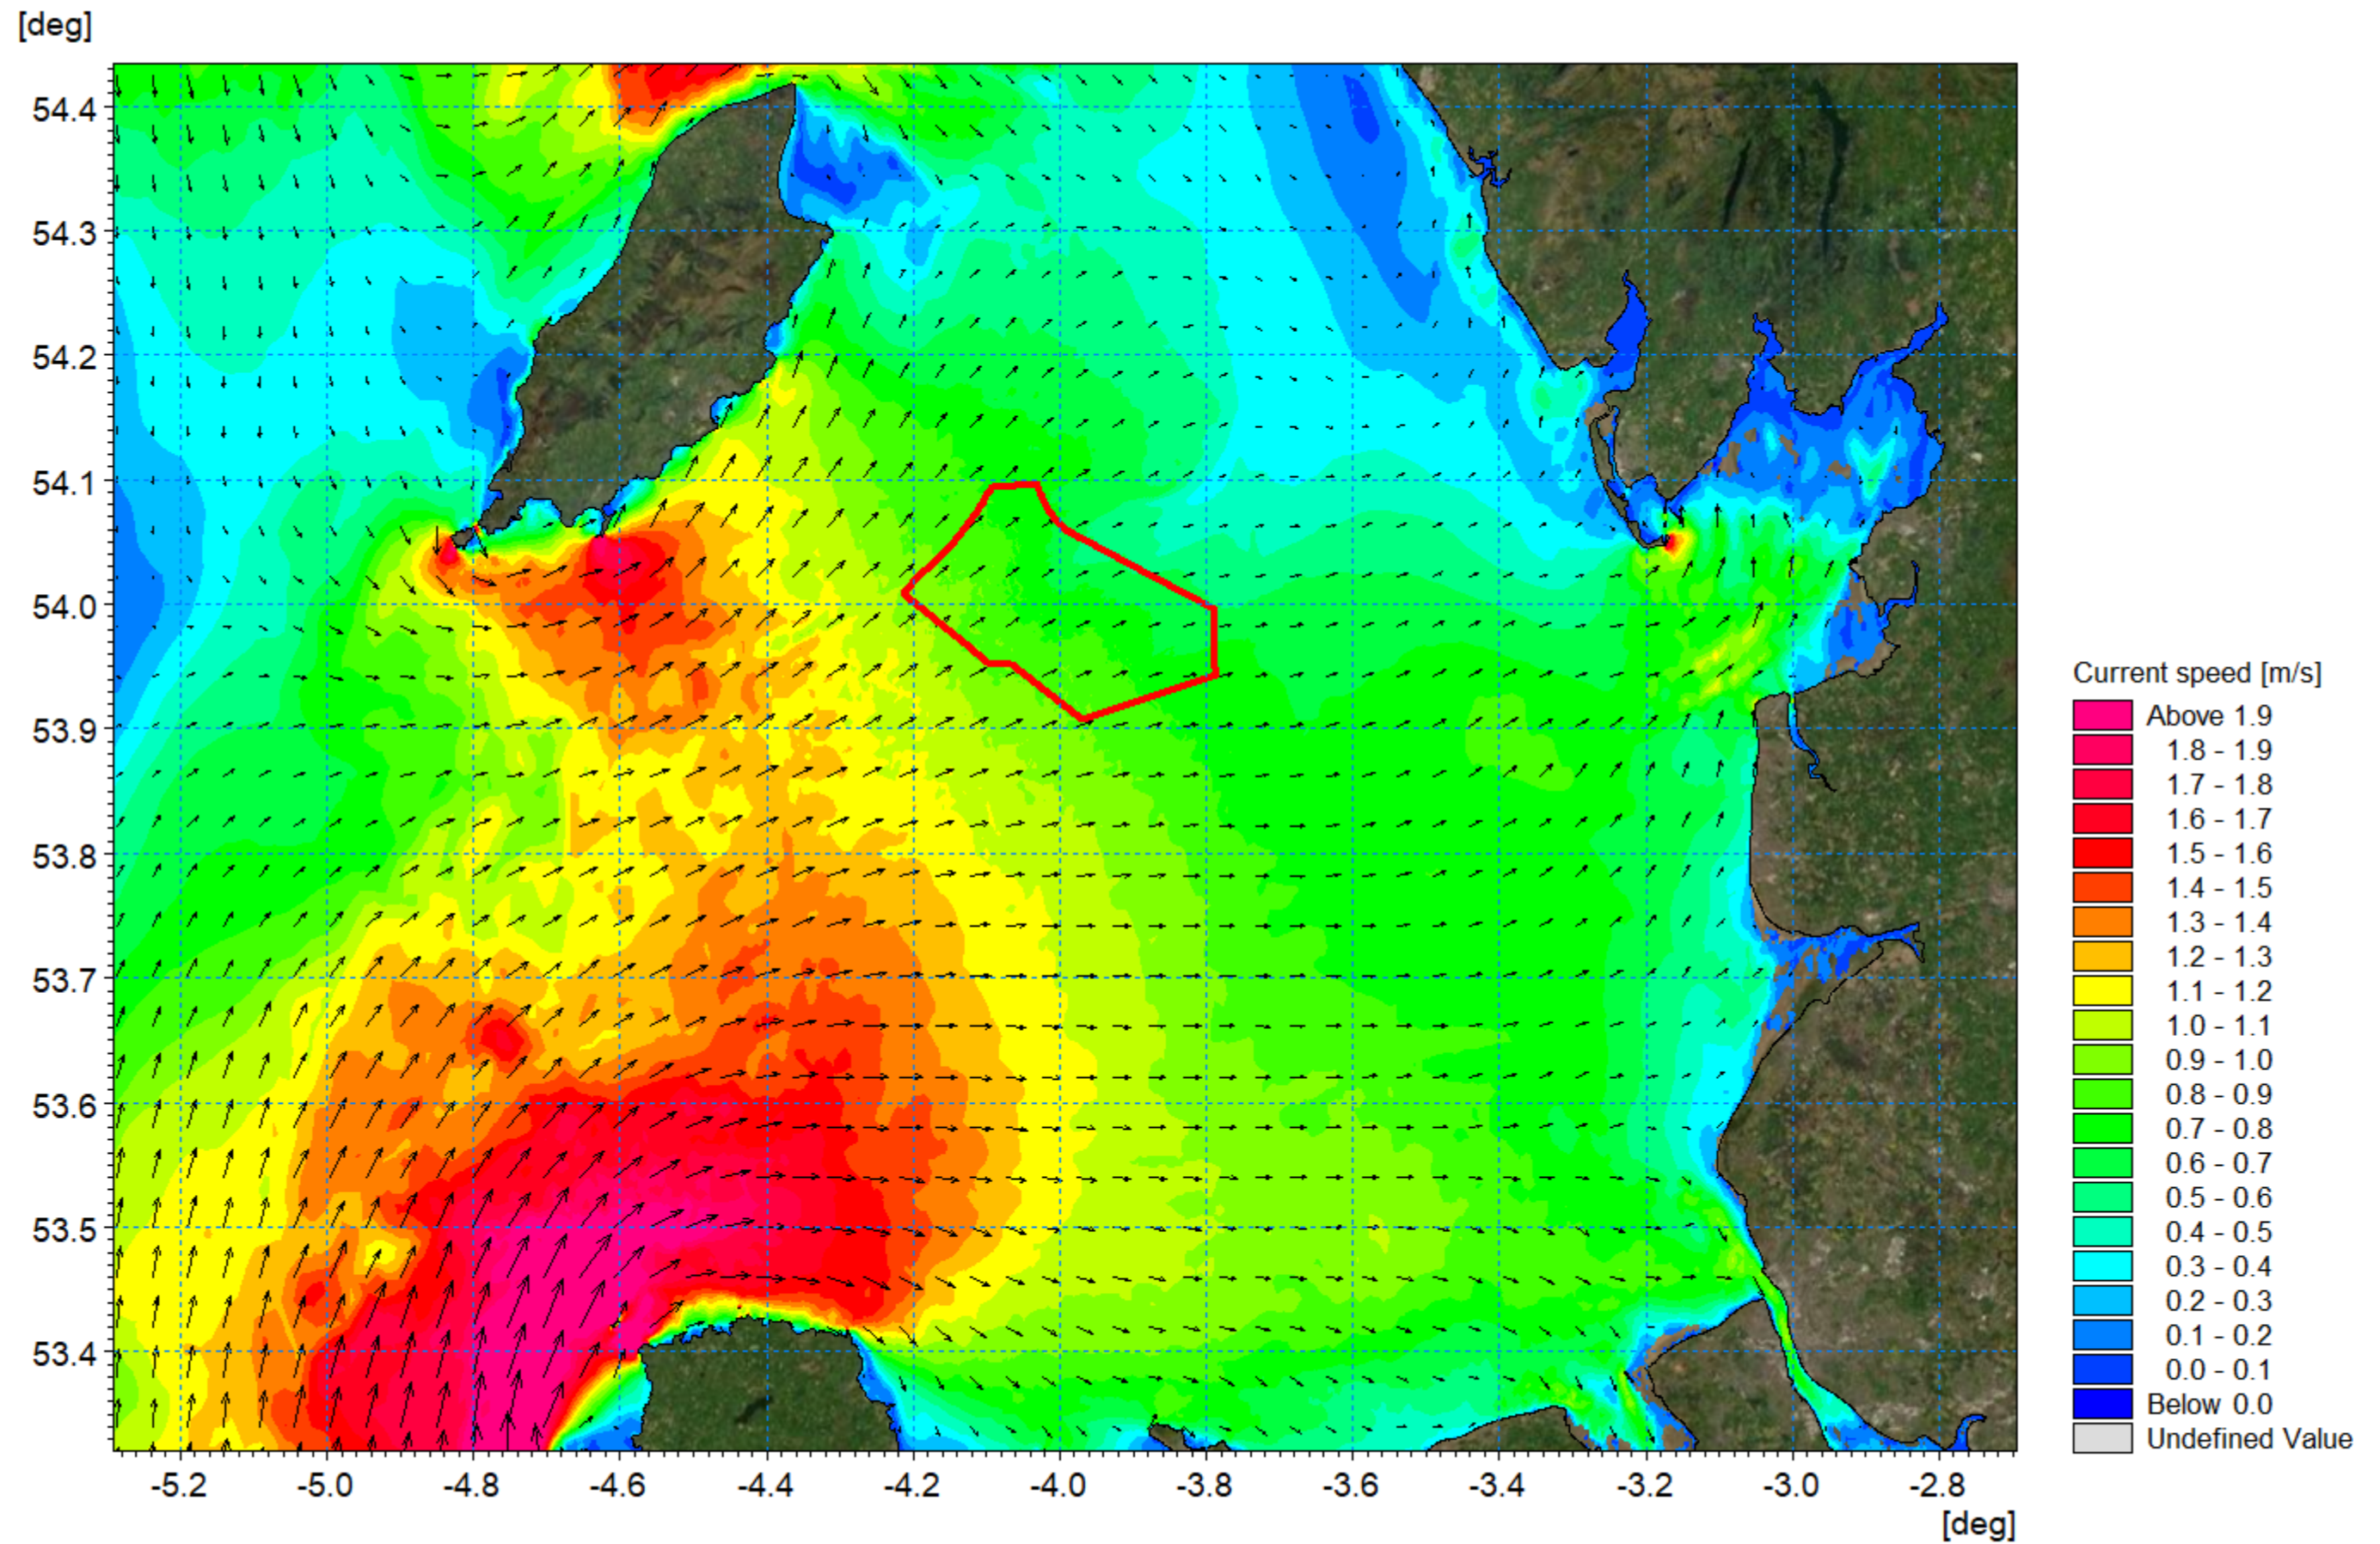 [deg]
54.4
54.3
54.2
54.1
54.0
53.9
53.8
53.7
53.6
53.5
53.4
-5.2 -5.0 -4.8 -4.6 -4.4 -4.2 -4.0 -3.8 -3.6 -3.4 -3.2 -3.0 -2.8
[deg]
Current speed [m/s]
Above 1.9
1.8 - 1.9
1.7 - 1.8
1.6 - 1.7
1.5 - 1.6
1.4 - 1.5
1.3 - 1.4
1.2 - 1.3
1.1 - 1.2
1.0 - 1.1
0.9 - 1.0
0.8 - 0.9
0.7 - 0.8
0.6 - 0.7
0.5 - 0.6
0.4 - 0.5
0.3 - 0.4
0.2 - 0.3
0.1 - 0.2
0.0 - 0.1
Below 0.0
Undefined Value